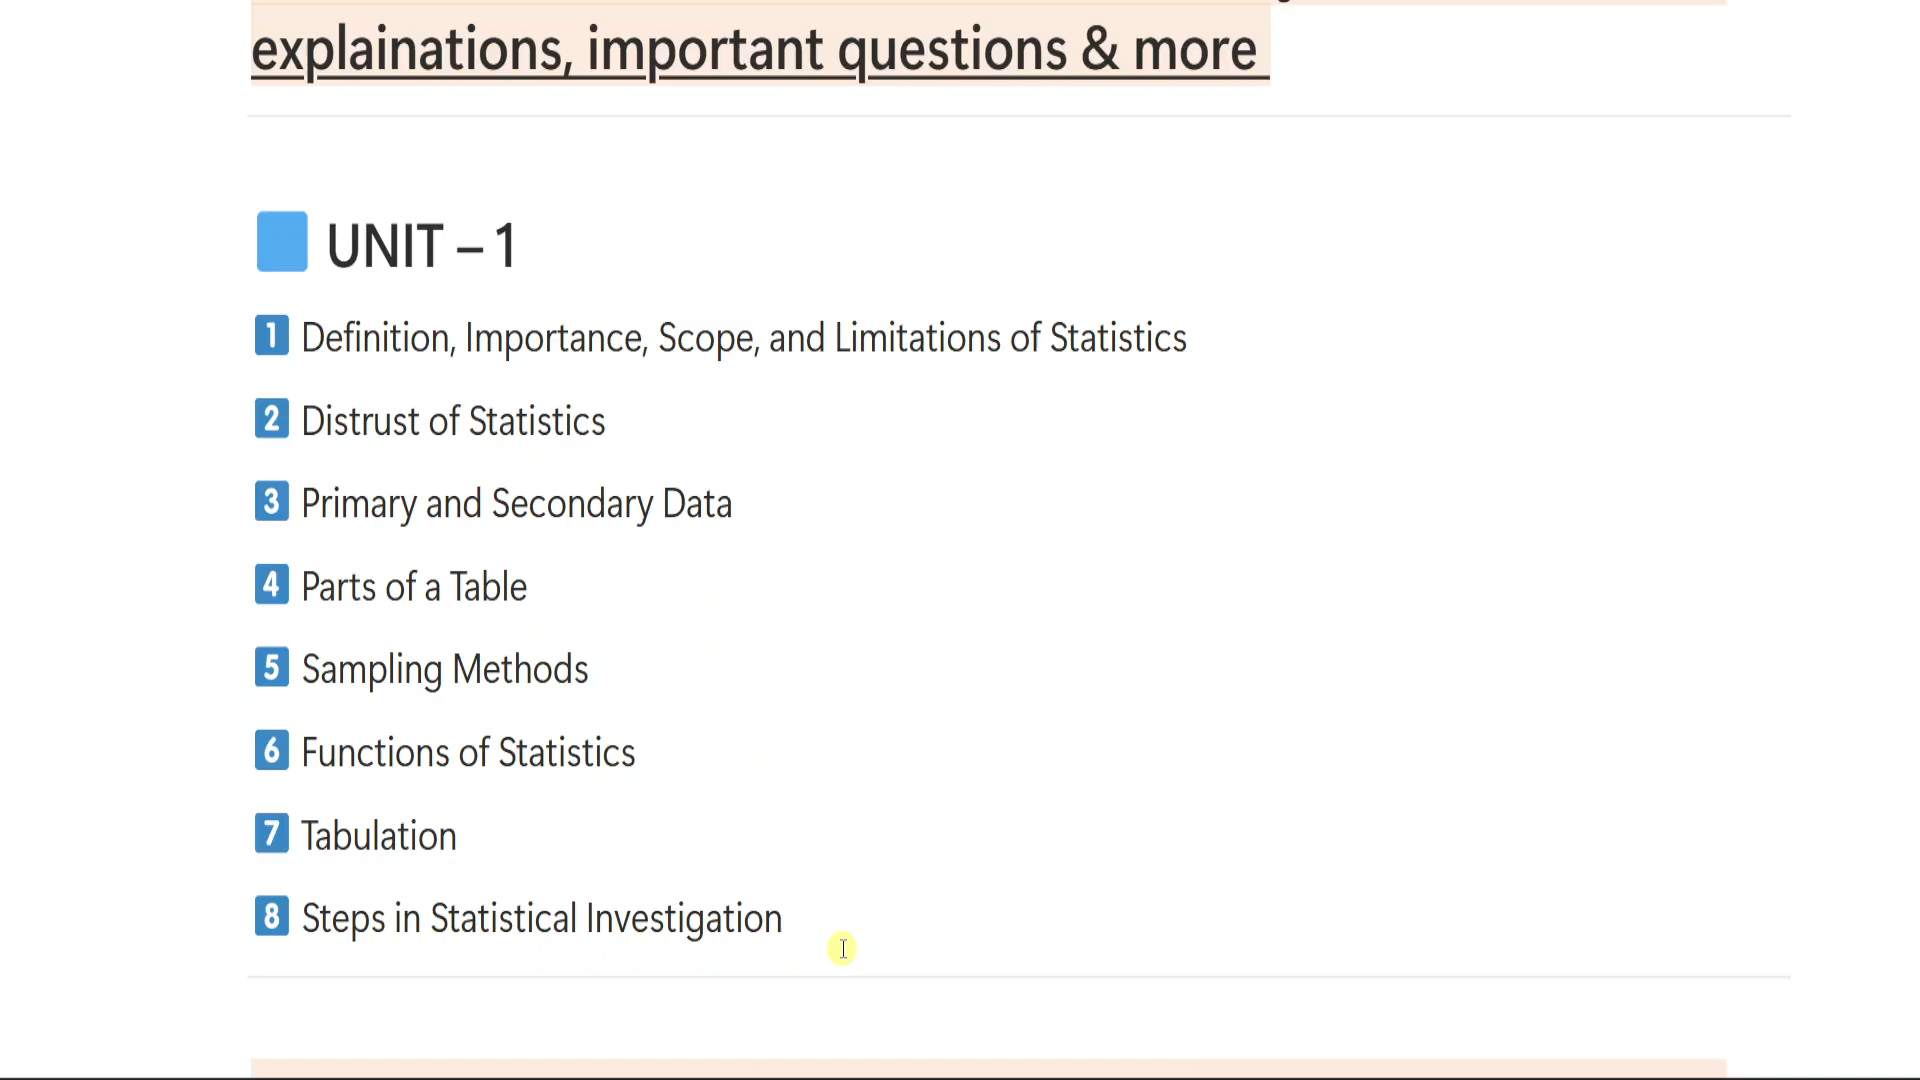 explainations, important questions & more
UNIT – 1
1 Definition, Importance, Scope, and Limitations of Statistics
2 Distrust of Statistics
3 Primary and Secondary Data
4 Parts of a Table
5 Sampling Methods
6 Functions of Statistics
7 Tabulation
8 Steps in Statistical Investigation